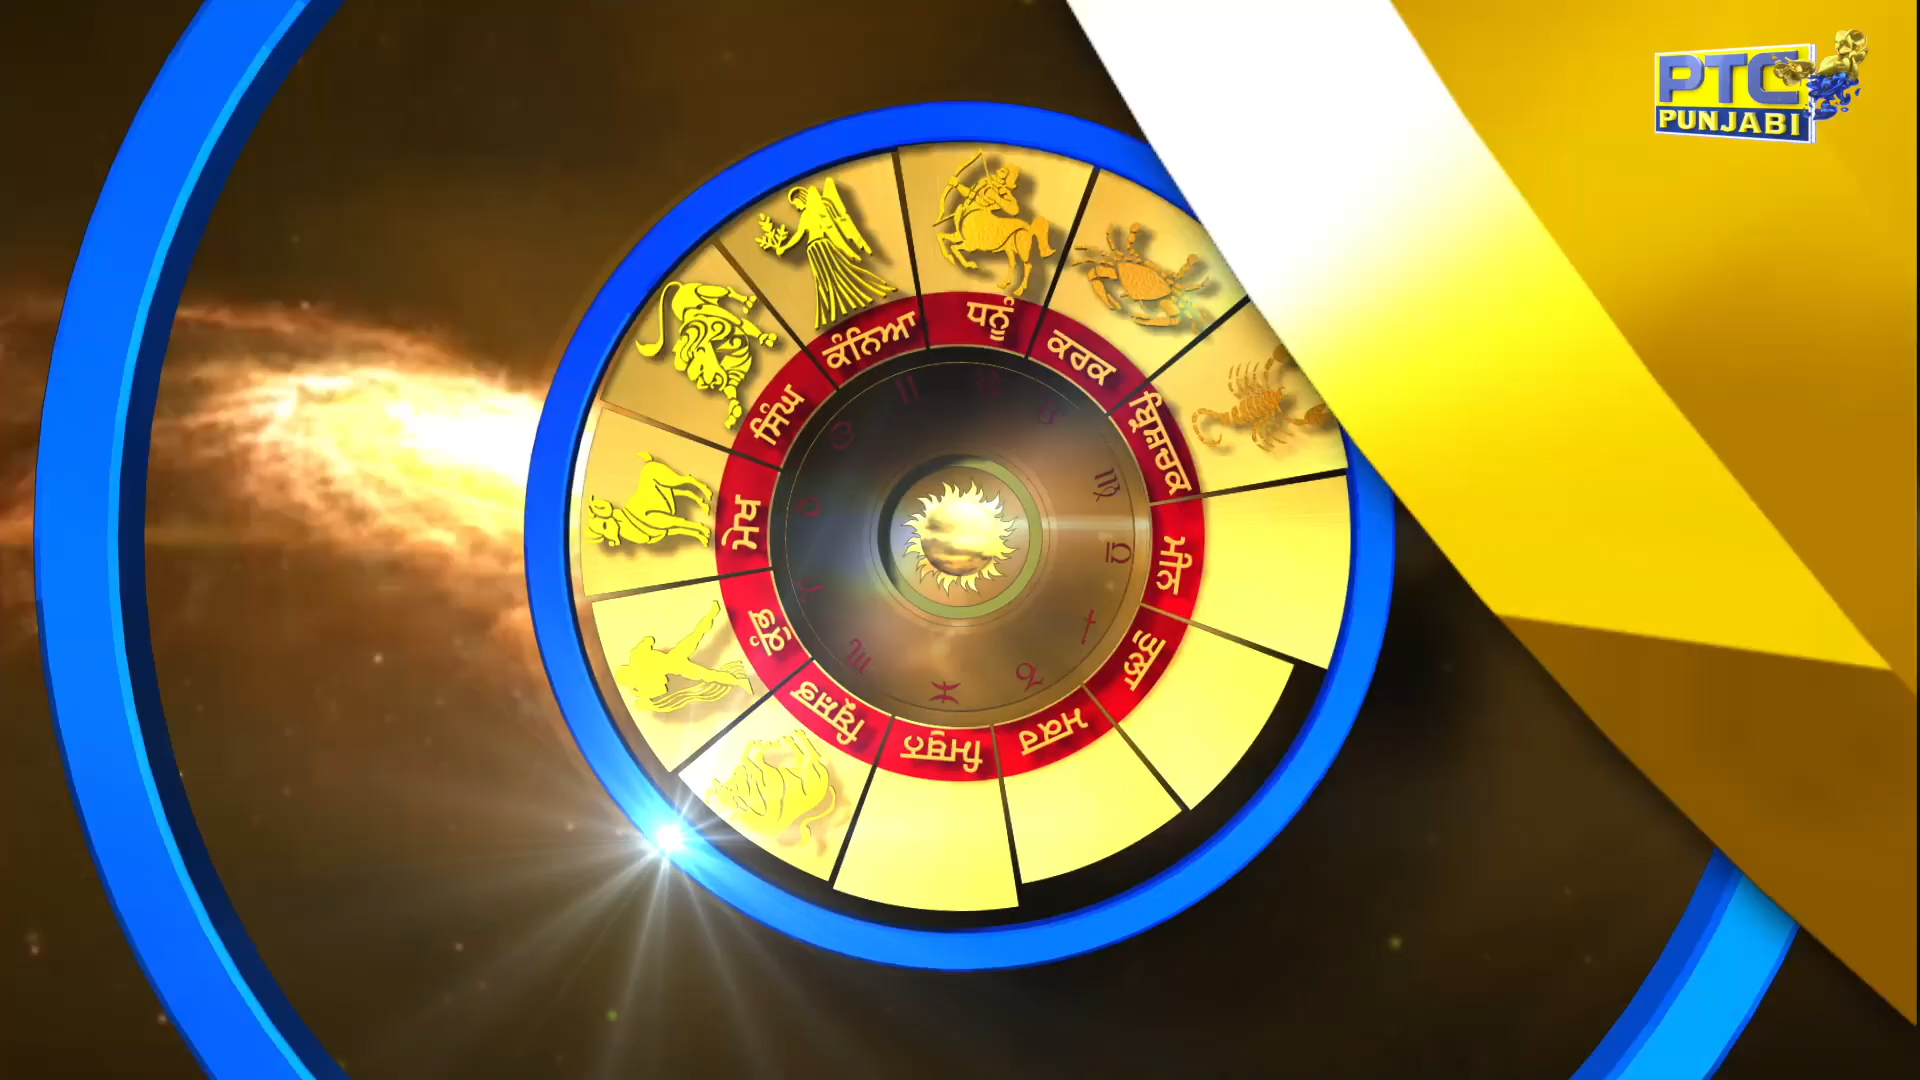 PTC
PUNJABI
ਧਨੂੰ
ਕਰਕ
ਬ੍ਰਿਸ਼ਚਕ
ਮੀਨ
ਤੁਲਾ
ਮਕਰ
ਮਿਥੁਨ
ਕੁੰਭ
ਮੇਖ
ਸਿੰਘ
ਕੰਨਿਆ